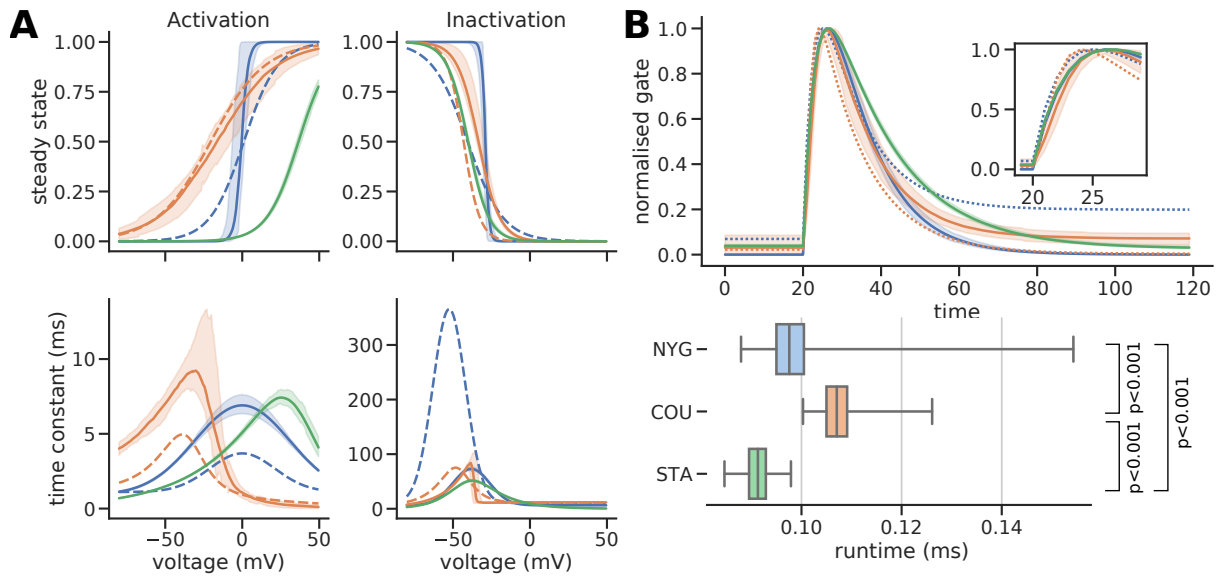 A
Activation
Inactivation
steady state
1.00
0.75
0.50
0.25
0.00
1.00
0.75
0.50
0.25
0.00
time constant (ms)
10
5
0
−50
0
50
voltage (mV)
300
200
100
0
−50
0
50
voltage (mV)
B
normalised gate
1.0
0.8
0.6
0.4
0.2
0.0
0
20
40
60
80
100
120
time
1.0
0.5
0.0
20
25
NYG
COU
STA
0.10
0.12
0.14
runtime (ms)
p<0.001
p<0.001
p<0.001